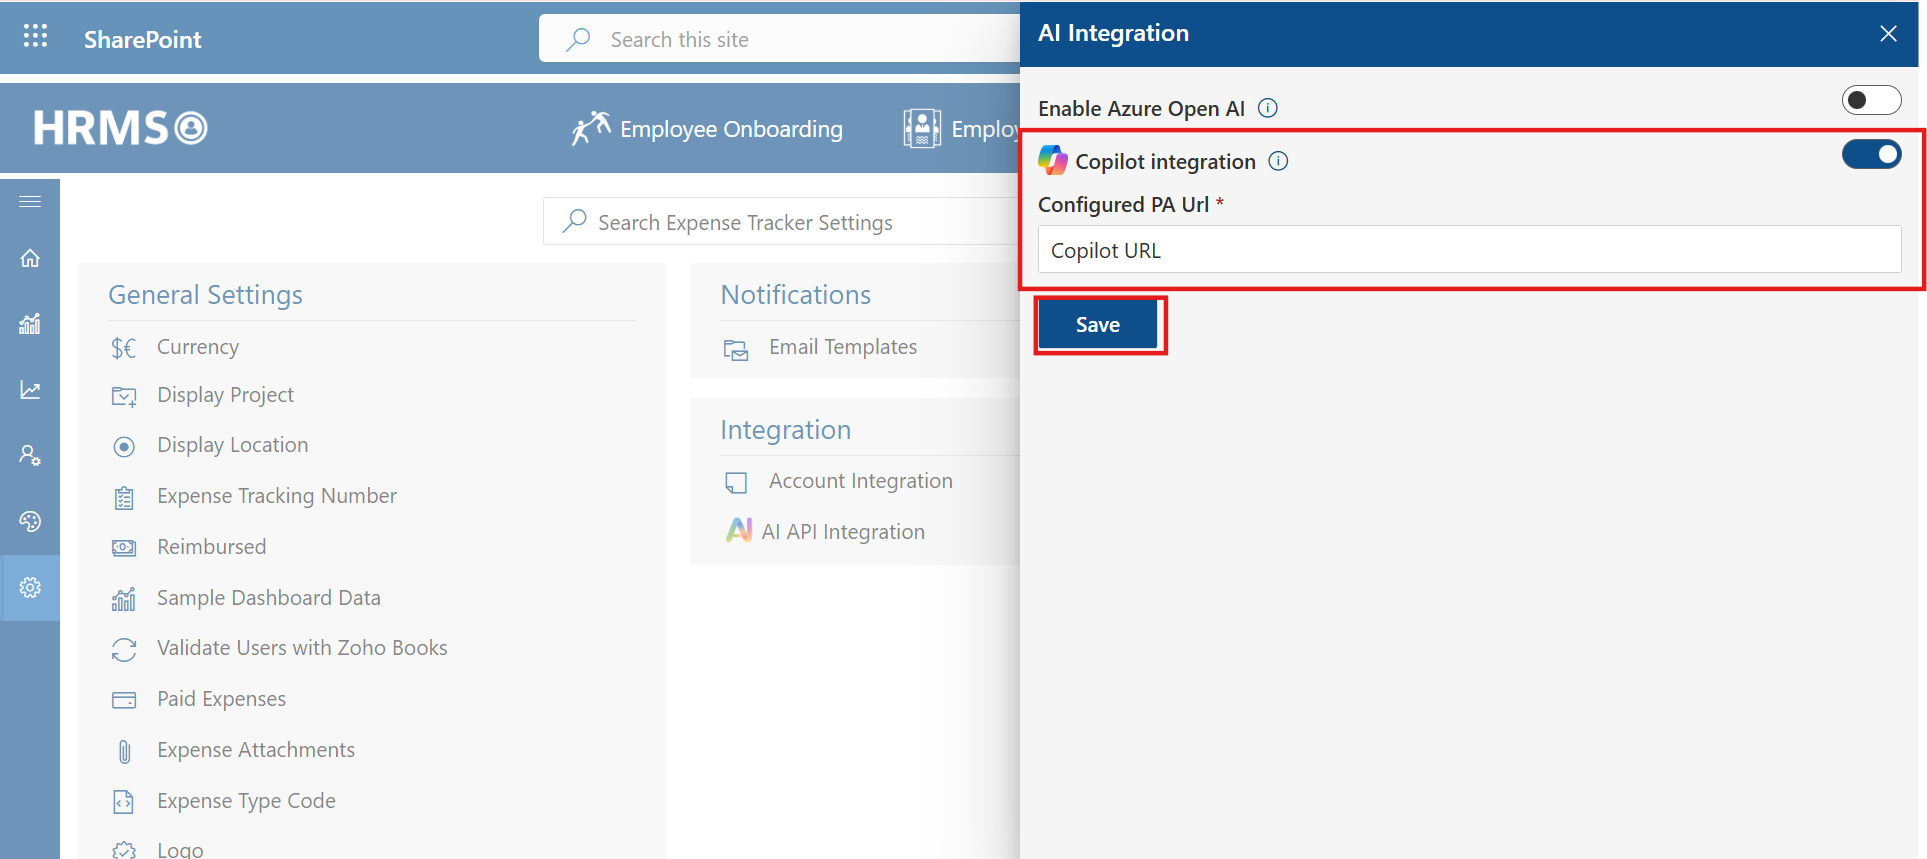 SharePoint
Search this site
HRMS
Employee Onboarding
Search Expense Tracker Settings
General Settings
Currency
Display Project
Display Location
Expense Tracking Number
Reimbursed
Sample Dashboard Data
Validate Users with Zoho Books
Paid Expenses
Expense Attachments
Expense Type Code
Logo
Notifications
Email Templates
Integration
Account Integration
AI API Integration
AI Integration
Enable Azure Open AI
Copilot integration
Configured PA Url *
Copilot URL
Save